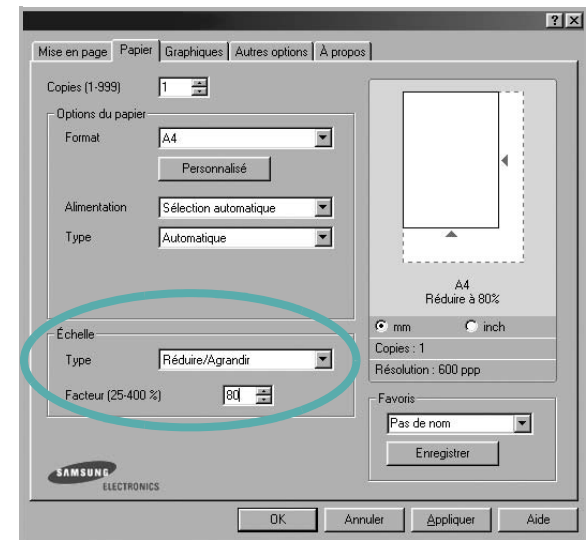 ? X
Mise en page Papier Graphiques Autres options À propos
Copies (1-999) 1
Options du papier
Format A4
Personnalisé
Alimentation Sélection automatique
Type Automatique
A4
Réduire à 80%
mm inch
Copies : 1
Résolution : 600 ppp
Échelle
Type Réduire/Agrandir
Facteur (25-400 %) 80
Favoris
Pas de nom
Enregistrer
SAMSUNG
ELECTRONICS
OK Annuler Appliquer Aide